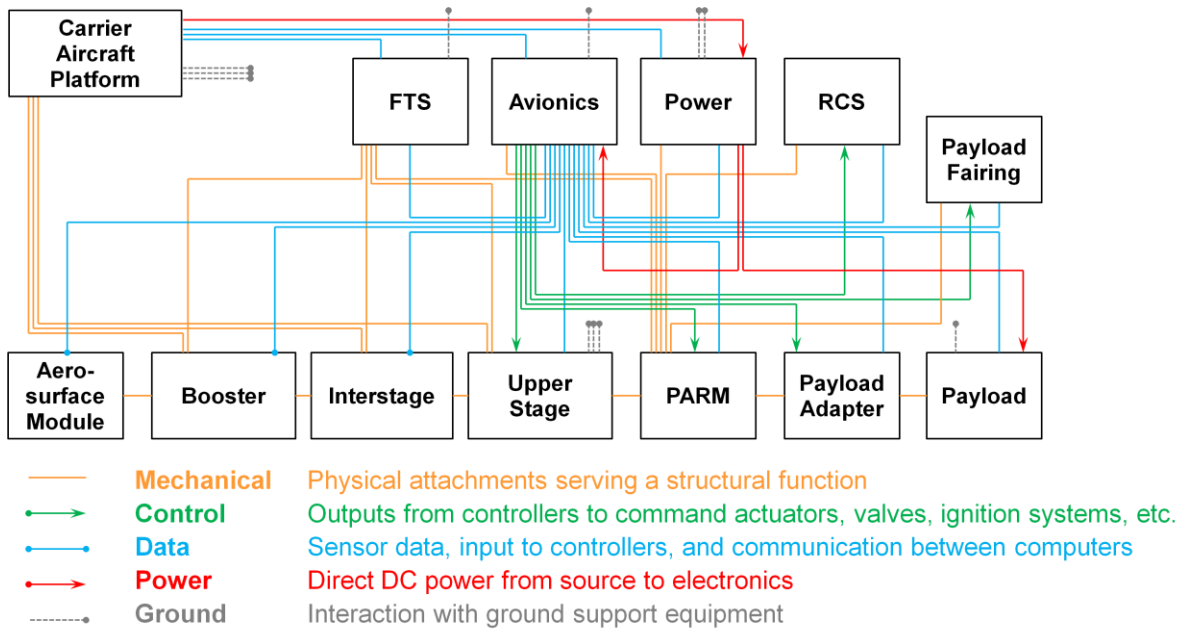 Carrier
Aircraft
Platform
FTS
Avionics
Power
RCS
Payload
Fairing
Aero-
surface
Module
Booster
Interstage
Upper
Stage
PARM
Payload
Adapter
Payload
Mechanical Physical attachments serving a structural function
Control Outputs from controllers to command actuators, valves, ignition systems, etc.
Data Sensor data, input to controllers, and communication between computers
Power Direct DC power from source to electronics
Ground Interaction with ground support equipment